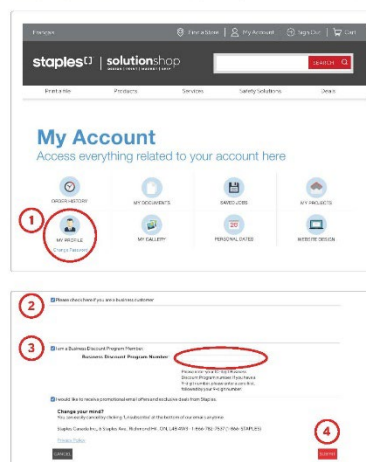 Français Find a Store My Account Sign Out Cart
staples solutionshop
SEARCH
Print a file Products Services Safety Solutions Deals
My Account
Access everything related to your account here
ORDER HISTORY MY DOCUMENTS SAVED JOBS MY PROJECTS
1
MY PROFILE MY GALLERY PERSONAL DATES WEBSITE DESIGN
Change Password
2
Please check here if you are a business customer
3
I am a Business Discount Program Member.
Business Discount Program Number
I would like to receive promotional email offers and exclusive deals from Staples.
Change your mind?
Privacy Policy
4
CANCEL SUBMIT